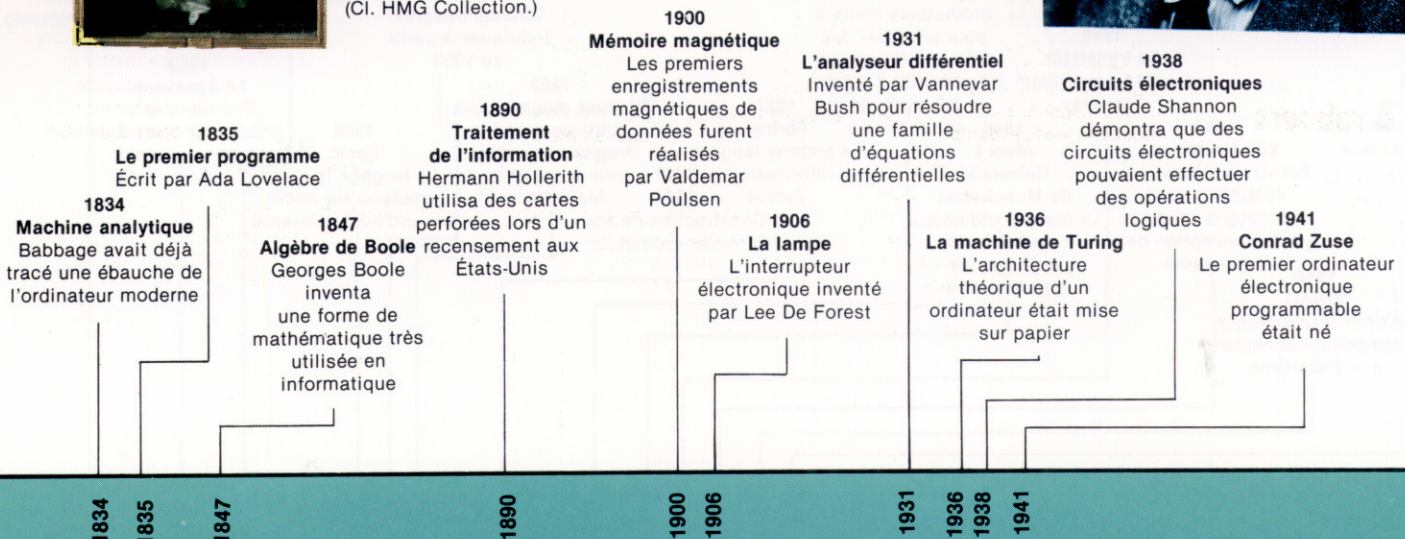 (Cl. HMG Collection.)
1834
Machine analytique
Babbage avait déjà
tracé une ébauche de
l'ordinateur moderne
1835
Le premier programme
Écrit par Ada Lovelace
1847
Algèbre de Boole
Georges Boole
inventa
une forme de
mathématique très
utilisée en
informatique
1890
Traitement
de l'information
Hermann Hollerith
utilisa des cartes
perforées lors d'un
recensement aux
États-Unis
1900
Mémoire magnétique
Les premiers
enregistrements
magnétiques de
données furent
réalisés
par Valdemar
Poulsen
1906
La lampe
L'interrupteur
électronique inventé
par Lee De Forest
1931
L'analyseur différentiel
Inventé par Vannevar
Bush pour résoudre
une famille
d'équations
différentielles
1936
La machine de Turing
L'architecture
théorique d'un
ordinateur était mise
sur papier
1938
Circuits électroniques
Claude Shannon
démontra que des
circuits électroniques
pouvaient effectuer
des opérations
logiques
1941
Conrad Zuse
Le premier ordinateur
électronique
programmable
était né
1834
1835
1847
1890
1900
1906
1931
1936
1938
1941